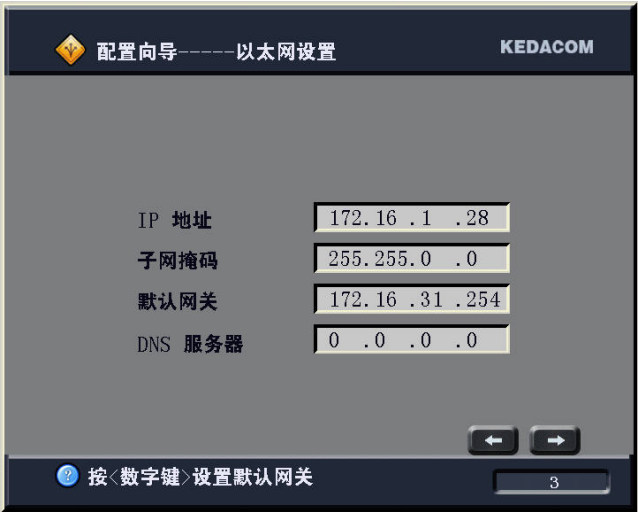 配置向导-----以太网设置
KEDACOM
IP 地址 172.16 .1 .28
子网掩码 255.255.0 .0
默认网关 172.16 .31 .254
DNS 服务器 0 .0 .0 .0
按<数字键>设置默认网关
3